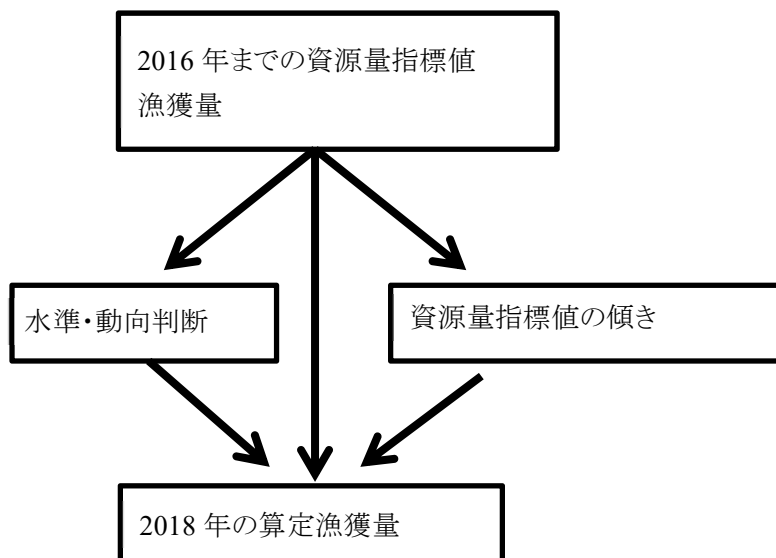 2016 年までの資源量指標値
漁獲量
水準・動向判断
資源量指標値の傾き
2018 年の算定漁獲量